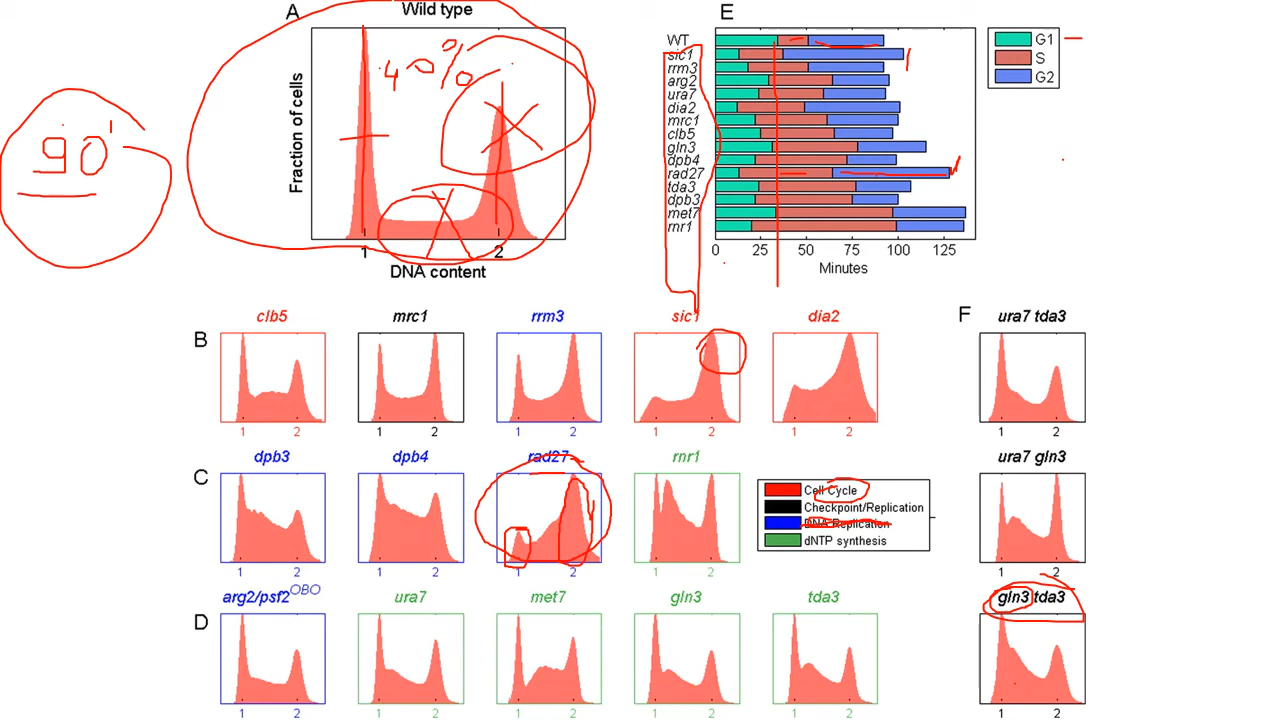 A
Wild type
40%
90'
Fraction of cells
1 2
DNA content
E
WT
sic1
rrm3
arg2
ura7
dia2
mrc1
clb5
gln3
dpb4
rad27
tda3
dpb3
met7
rnr1
0 25 50 75 100 125
Minutes
G1
S
G2
B
clb5 mrc1 rrm3 sic1 dia2
1 2 1 2 1 2 1 2 1 2
F
ura7 tda3
1 2
C
dpb3 dpb4 rad27 rnr1
1 2 1 2 1 2 1 2
Cell Cycle
Checkpoint/Replication
DNA Replication
dNTP synthesis
ura7 gln3
1 2
D
arg2/psf2^OBO ura7 met7 gln3 tda3
1 2 1 2 1 2 1 2 1 2
gln3 tda3
1 2